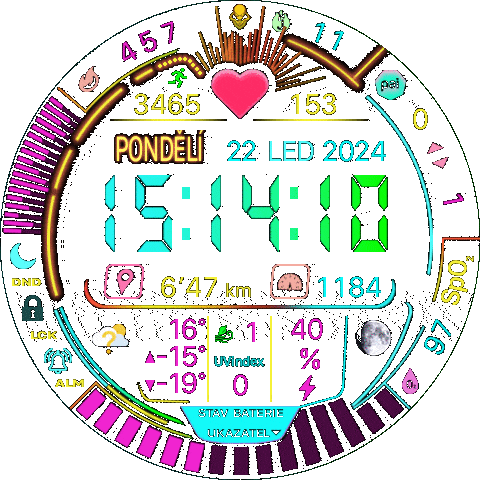 457
11
3465
153
pai
0
1
PONDĚLÍ
22 LED 2024
15:14:10
6'47 km
1184
DND
LCK
ALM
SpO2
97
16°
▲-15°
▼-19°
1
UVIndex
0
40
%
STAV BATERIE
UKAZATEL